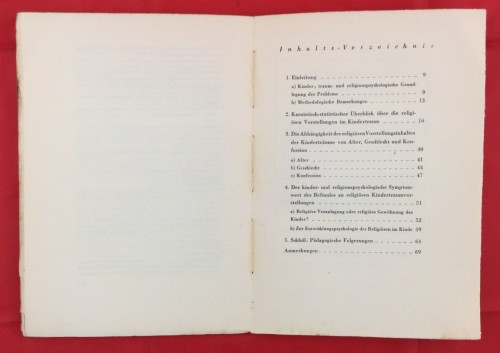 Inhalts-Verzeichnis
1. Einleitung 9
a) Kinder-, traum- und religionspsychologische Grund-
legung des Problems 9
b) Methodologische Bemerkungen 13
2. Kasuistisch-statistischer Überblick über die religi-
ösen Vorstellungen im Kindertraume 16
3. Die Abhängigkeit des religiösen Vorstellungsinhaltes
der Kinderträume von Alter, Geschlecht und Kon-
fession 40
a) Alter 41
b) Geschlecht 44
c) Konfession 47
4. Der kinder- und religionspsychologische Symptom-
wert des Befundes an religiösen Kindertraumvor-
stellungen 51
a) Religiöse Veranlagung oder religiöse Gewöhnung des
Kindes? 52
b) Zur Entwicklungspsychologie des Religiösen im Kinde 59
5. Schluß: Pädagogische Folgerungen 64
Anmerkungen 69